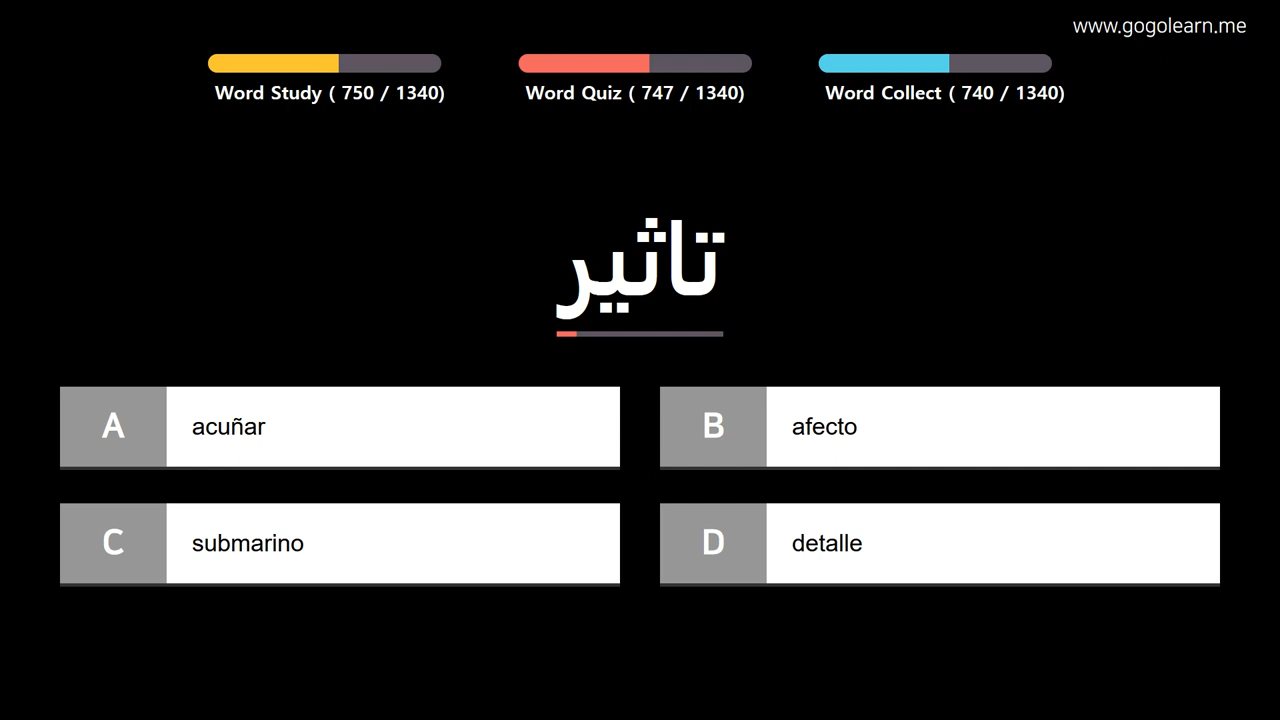 www.gogolearn.me
Word Study ( 750 / 1340)
Word Quiz ( 747 / 1340)
Word Collect ( 740 / 1340)
تاثیر
A acuñar
B afecto
C submarino
D detalle